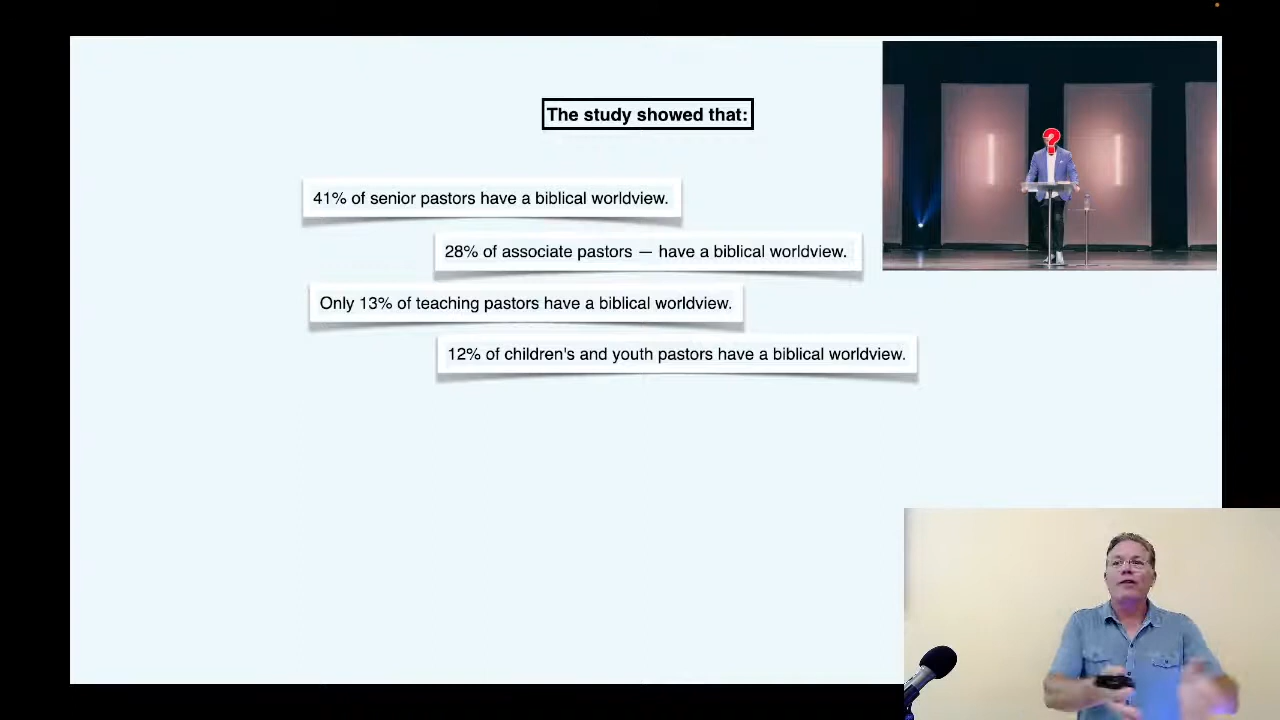 The study showed that:
?
41% of senior pastors have a biblical worldview.
28% of associate pastors — have a biblical worldview.
Only 13% of teaching pastors have a biblical worldview.
12% of children's and youth pastors have a biblical worldview.